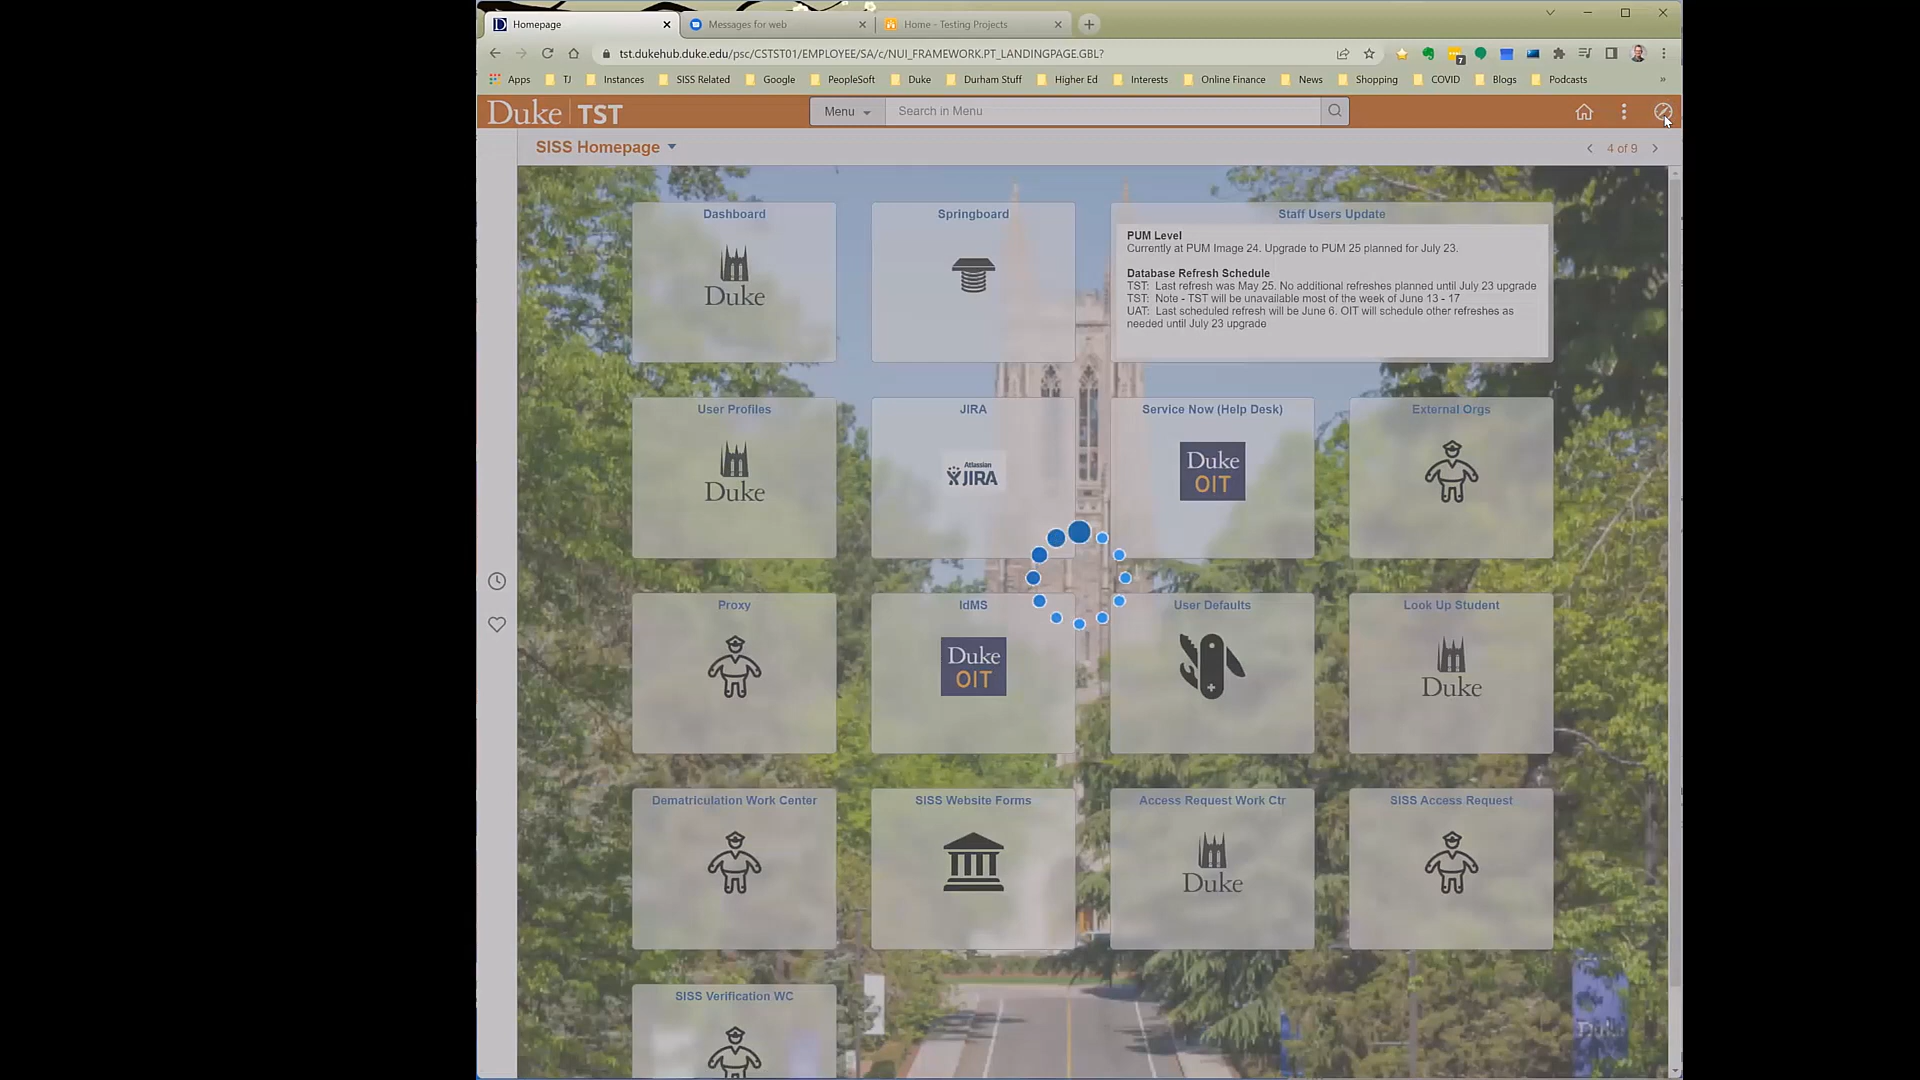 Homepage
Messages for web
Home - Testing Projects
tst.dukehub.duke.edu/psc/CSTST01/EMPLOYEE/SA/c/NUI_FRAMEWORK.PT_LANDINGPAGE.GBL?
7
Apps TJ Instances SISS Related Google PeopleSoft Duke Durham Stuff Higher Ed Interests Online Finance News Shopping COVID Blogs Podcasts »
Duke TST
Menu
Search in Menu
SISS Homepage
4 of 9
Dashboard
Duke
Springboard
Staff Users Update
PUM Level
Currently at PUM Image 24. Upgrade to PUM 25 planned for July 23.
Database Refresh Schedule
TST: Last refresh was May 25. No additional refreshes planned until July 23 upgrade
TST: Note - TST will be unavailable most of the week of June 13 - 17
UAT: Last scheduled refresh will be June 6. OIT will schedule other refreshes as
needed until July 23 upgrade
User Profiles
Duke
JIRA
Atlassian
JIRA
Service Now (Help Desk)
Duke
OIT
External Orgs
Proxy
IdMS
Duke
OIT
User Defaults
Look Up Student
Duke
Dematriculation Work Center
SISS Website Forms
Access Request Work Ctr
Duke
SISS Access Request
SISS Verification WC